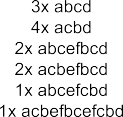 3x abcd
4x acbd
2x abcefbcd
2x acbefbcd
1x abcefcbd
1x acbefbcefcbd